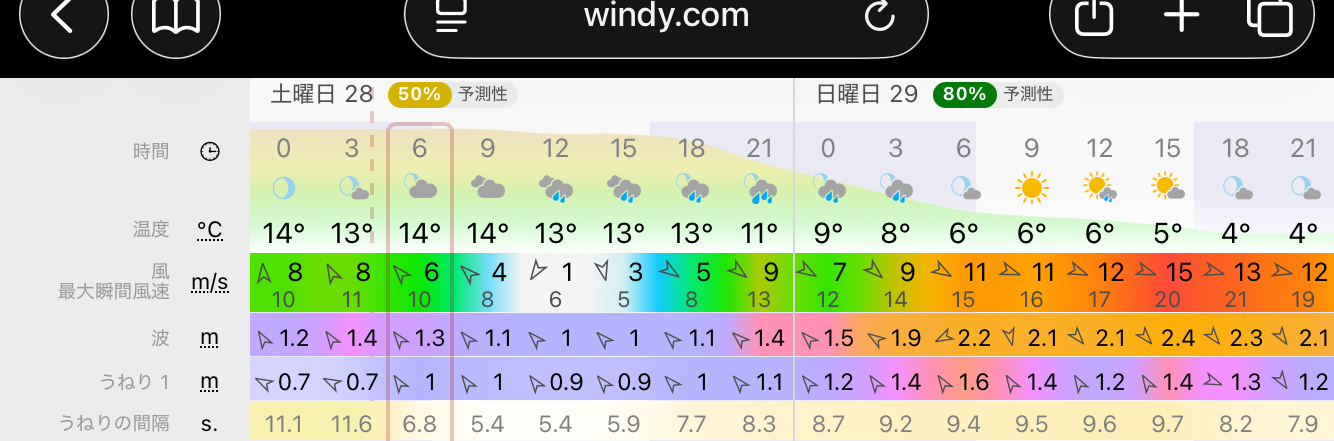 windy.com
土曜日 28 50% 予測性 日曜日 29 80% 予測性
時間 0 3 6 9 12 15 18 21 0 3 6 9 12 15 18 21
温度 °C 14° 13° 14° 14° 13° 13° 13° 11° 9° 8° 6° 6° 6° 5° 4° 4°
風 m/s 8 8 6 4 1 3 5 9 7 9 11 11 12 15 13 12
最大瞬間風速 10 11 10 8 6 5 8 13 12 14 15 16 17 20 21 19
波 m 1.2 1.4 1.3 1.1 1 1 1.1 1.4 1.5 1.9 2.2 2.1 2.1 2.4 2.3 2.1
うねり 1 m 0.7 0.7 1 1 0.9 0.9 1 1.1 1.2 1.4 1.6 1.4 1.2 1.4 1.3 1.2
うねりの間隔 s. 11.1 11.6 6.8 5.4 5.4 5.9 7.7 8.3 8.7 9.2 9.4 9.5 9.6 9.7 8.2 7.9